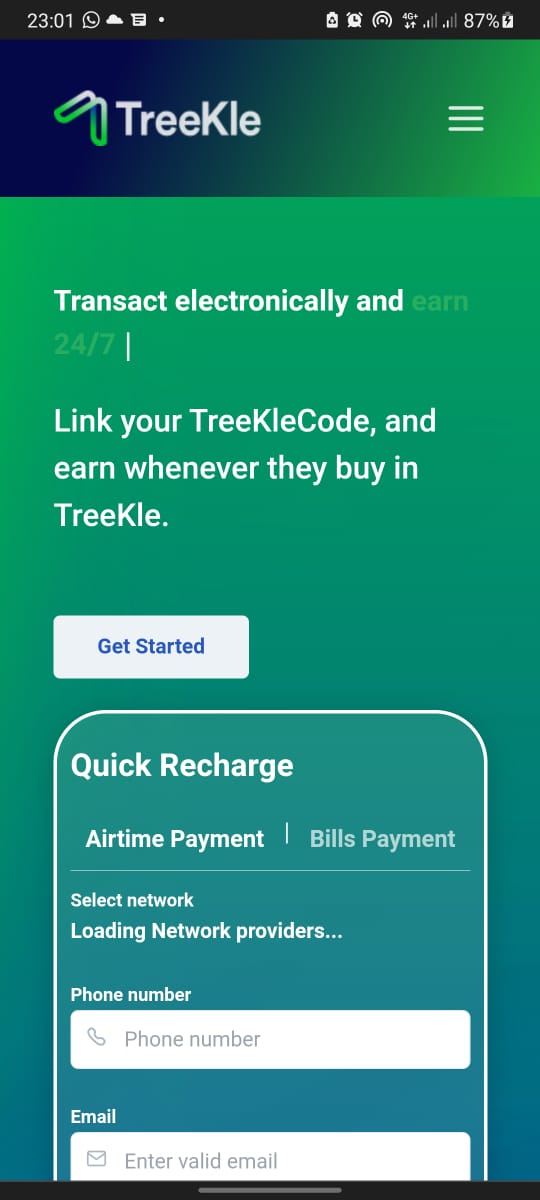 23:01
4G+ 87%
TreeKle
Transact electronically and earn
24/7 |
Link your TreeKleCode, and
earn whenever they buy in
TreeKle.
Get Started
Quick Recharge
Airtime Payment | Bills Payment
Select network
Loading Network providers...
Phone number
Phone number
Email
Enter valid email